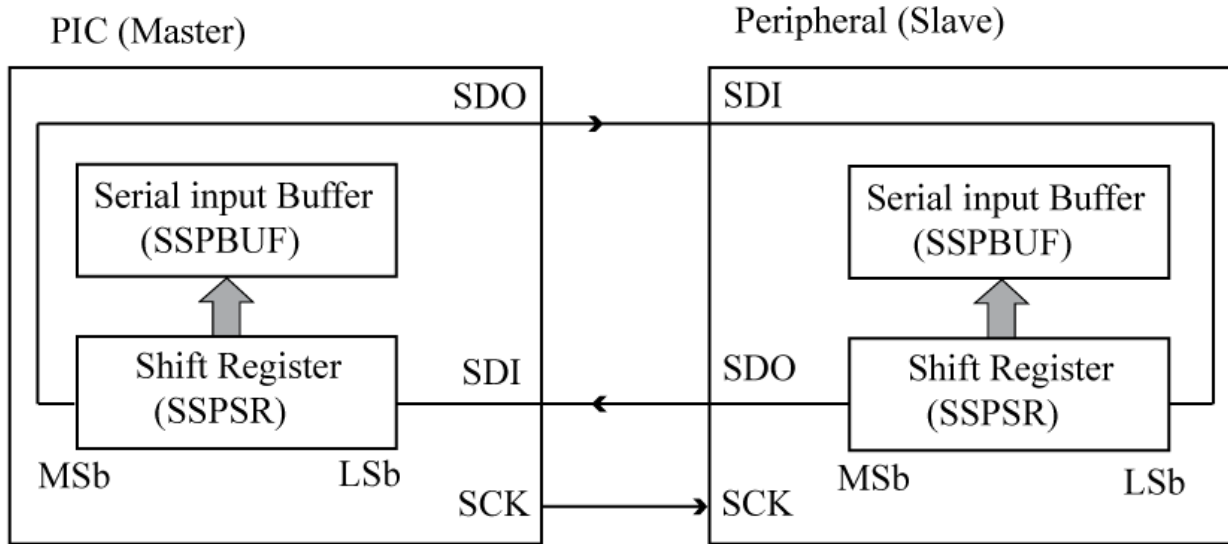 PIC (Master)
Peripheral (Slave)
SDO
SDI
Serial input Buffer
(SSPBUF)
Serial input Buffer
(SSPBUF)
Shift Register
(SSPSR)
SDI
SDO
Shift Register
(SSPSR)
MSb
LSb
MSb
LSb
SCK
SCK